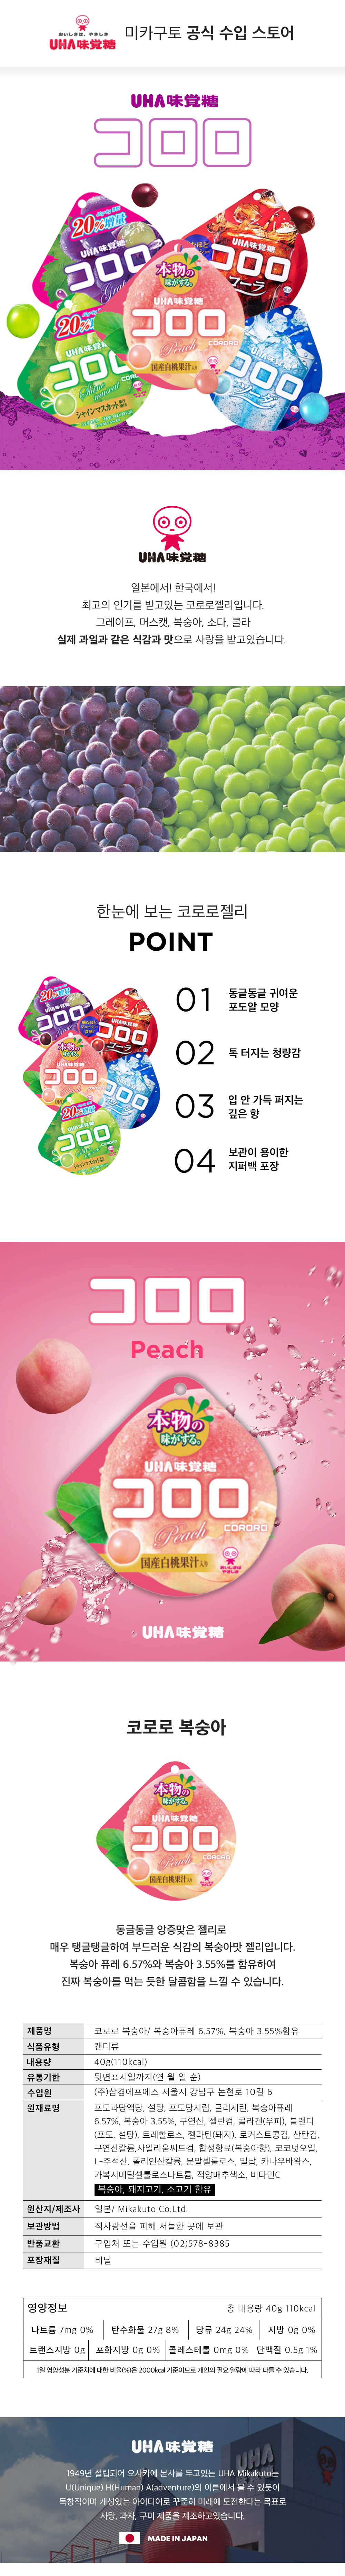 おいしさは、やさしさ
UHA味覚糖
미카구토 공식 수입 스토어
UHA味覚糖
コロロ
20%増量
UHA味覚糖
コロロ
UHA味覚糖
コロロ
コーラ
本物の
味がする。
UHA味覚糖
コロロ
Peach
CORORO
国産白桃果汁入り
20%
UHA味覚糖
コロロ
シャインマスカット
コロロ
UHA味覚糖
일본에서! 한국에서!
최고의 인기를 받고있는 코로로젤리입니다.
그레이프, 머스캣, 복숭아, 소다, 콜라
실제 과일과 같은 식감과 맛으로 사랑을 받고있습니다.
한눈에 보는 코로로젤리
POINT
01 동글동글 귀여운
포도알 모양
02 톡 터지는 청량감
03 입 안 가득 퍼지는
깊은 향
04 보관이 용이한
지퍼백 포장
コロロ
Peach
本物の
味がする。
UHA味覚糖
コロロ
Peach
CORORO
国産白桃果汁入り
おいしさは
やさしさ
UHA味覚糖
코로로 복숭아
本物の
味がする。
UHA味覚糖
コロロ
Peach
CORORO
国産白桃果汁入り
동글동글 앙증맞은 젤리로
매우 탱글탱글하여 부드러운 식감의 복숭아맛 젤리입니다.
복숭아 퓨레 6.57%와 복숭아 3.55%를 함유하여
진짜 복숭아를 먹는 듯한 달콤함을 느낄 수 있습니다.
제품명 코로로 복숭아/ 복숭아퓨레 6.57%, 복숭아 3.55%함유
식품유형 캔디류
내용량 40g(110kcal)
유통기한 뒷면표시일까지(연 월 일 순)
수입원 (주)삼경에프에스 서울시 강남구 논현로 10길 6
원재료명 포도과당액당, 설탕, 포도당시럽, 글리세린, 복숭아퓨레
6.57%, 복숭아 3.55%, 구연산, 젤란검, 콜라겐(우피), 블랜디
(포도, 설탕), 트레할로스, 젤라틴(돼지), 로커스트콩검, 산탄검,
구연산칼륨,사일리움씨드검, 합성향료(복숭아향), 코코넛오일,
L-주석산, 폴리인산칼륨, 분말셀룰로스, 밀납, 카나우바왁스,
카복시메틸셀룰로스나트륨, 적양배추색소, 비타민C
복숭아, 돼지고기, 소고기 함유
원산지/제조사 일본/ Mikakuto Co.Ltd.
보관방법 직사광선을 피해 서늘한 곳에 보관
반품교환 구입처 또는 수입원 (02)578-8385
포장재질 비닐
영양정보 총 내용량 40g 110kcal
나트륨 7mg 0% 탄수화물 27g 8% 당류 24g 24% 지방 0g 0%
트랜스지방 0g 포화지방 0g 0% 콜레스테롤 0mg 0% 단백질 0.5g 1%
1일 영양성분 기준치에 대한 비율(%)은 2000kcal 기준이므로 개인의 필요 열량에 따라 다를 수 있습니다.
UHA味覚糖
1949년 설립되어 오사카에 본사를 두고있는 UHA Mikakuto는
U(Unique) H(Human) A(adventure)의 이름에서 볼 수 있듯이
독창적이며 개성있는 아이디어로 꾸준히 미래에 도전한다는 목표로
사탕, 과자, 구미 제품을 제조하고있습니다.
MADE IN JAPAN